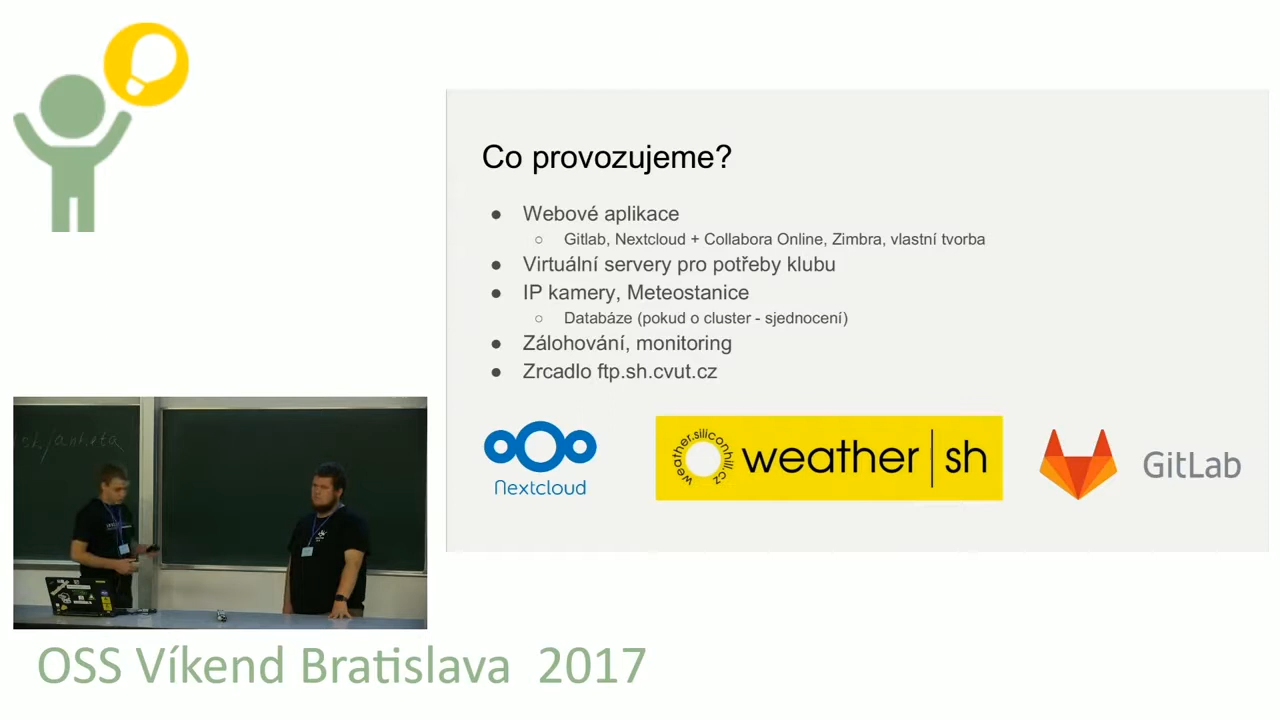 Co provozujeme?
Webové aplikace
Gitlab, Nextcloud + Collabora Online, Zimbra, vlastní tvorba
Virtuální servery pro potřeby klubu
IP kamery, Meteostanice
Databáze (pokud o cluster - sjednocení)
Zálohování, monitoring
Zrcadlo ftp.sh.cvut.cz
Nextcloud
weather.siliconhill.cz
weather|sh
GitLab
sh/anketa
OSS Víkend Bratislava 2017